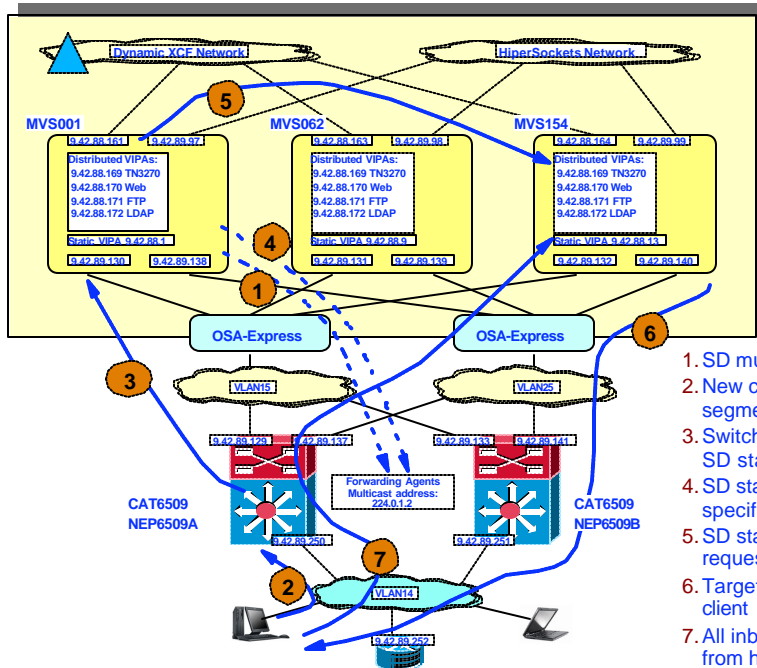 Dynamic XCF Network
HiperSockets Network
5
MVS001
MVS062
MVS154
9.42.88.161
9.42.89.97
9.42.88.163
9.42.89.98
9.42.88.164
9.42.89.99
Distributed VIPAs:
9.42.88.169 TN3270
9.42.88.170 Web
9.42.88.171 FTP
9.42.88.172 LDAP
Static VIPA 9.42.88.1
9.42.89.130
9.42.89.138
Distributed VIPAs:
9.42.88.169 TN3270
9.42.88.170 Web
9.42.88.171 FTP
9.42.88.172 LDAP
Static VIPA 9.42.88.9
9.42.89.131
9.42.89.139
Distributed VIPAs:
9.42.88.169 TN3270
9.42.88.170 Web
9.42.88.171 FTP
9.42.88.172 LDAP
Static VIPA 9.42.88.13
9.42.89.132
9.42.89.140
4
1
OSA-Express
OSA-Express
6
3
VLAN15
VLAN25
9.42.89.129
9.42.89.137
9.42.89.133
9.42.89.141
Forwarding Agents
Multicast address:
224.0.1.2
CAT6509
NEP6509A
CAT6509
NEP6509B
9.42.89.250
9.42.89.251
7
2
VLAN14
9.42.89.252
1. SD mu
2. New c
segme
3. Switch
SD sta
4. SD sta
specif
5. SD sta
reques
6. Target
client
7. All inb
from h